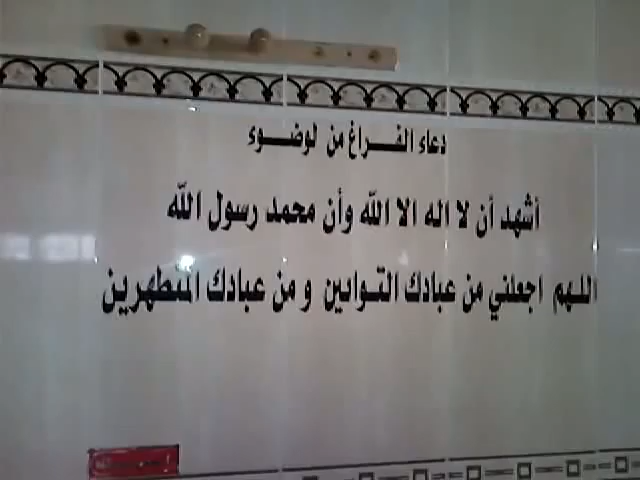 دعاء الفراغ من لوضوء
أشهد أن لا اله الا الله وأن محمد رسول الله
اللهم اجعلني من عبادك التوابين و من عبادك المتطهرين